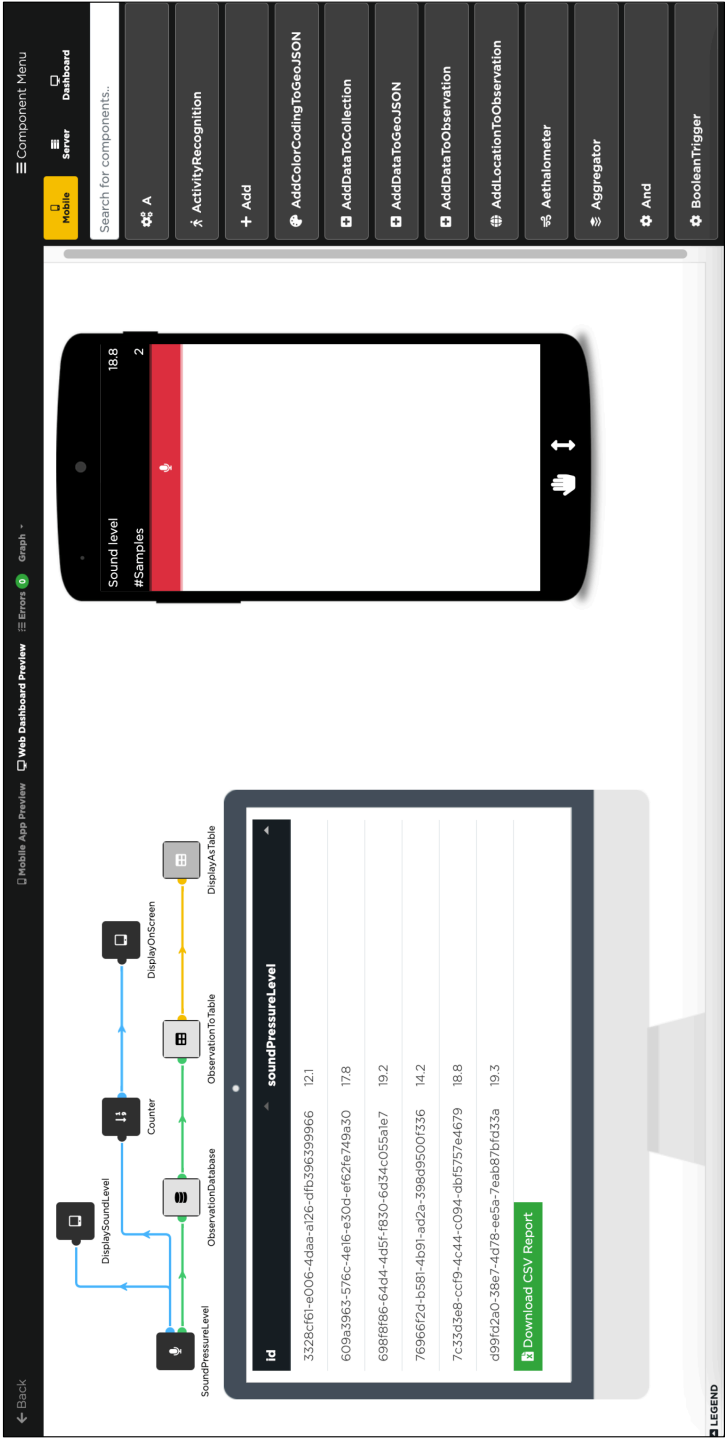 ← Back
Mobile App Preview
Web Dashboard Preview
Errors 0
Graph
Component Menu
Mobile
Server
Dashboard
Search for components..
A
ActivityRecognition
Add
AddColorCodingToGeoJSON
AddDataToCollection
AddDataToGeoJSON
AddDataToObservation
AddLocationToObservation
Aethalometer
Aggregator
And
BooleanTrigger
DisplaySoundLevel
DisplayOnScreen
Counter
SoundPressureLevel
ObservationDatabase
ObservationToTable
DisplayAsTable
id soundPressureLevel
3328cf61-e006-4daa-a126-dfb396399966 12.1
609a3963-576c-4e16-e30d-ef62fe749a30 17.8
698f8f86-64d4-4d5f-f830-6d34c055a1e7 19.2
76966f2d-b581-4b91-ad2a-398d9500f336 14.2
7c33d3e8-ccf9-4c44-c094-dbf5757e4679 18.8
d99fd2a0-38e7-4d78-ee5a-7eab87bfd33a 19.3
Download CSV Report
Sound level 18.8
#Samples 2
LEGEND